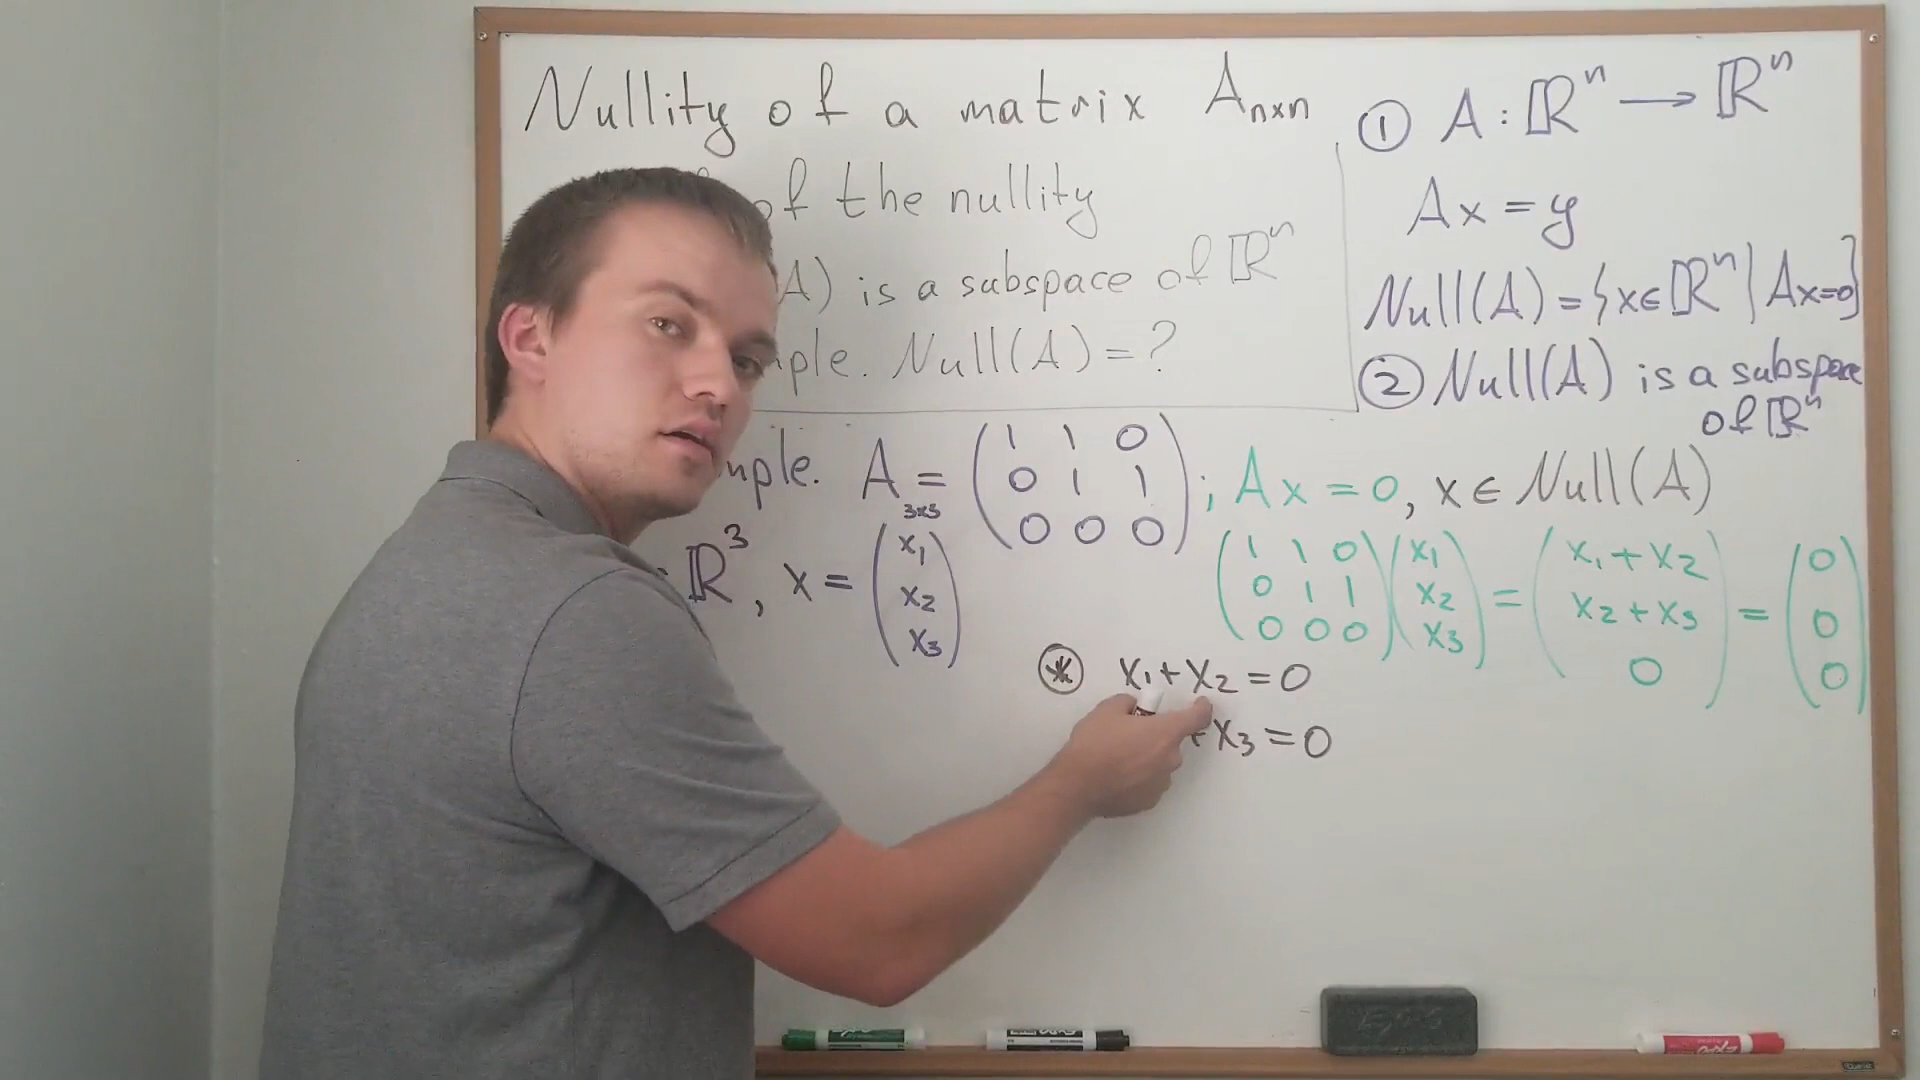 Nullity of a matrix Aₙₓₙ
of the nullity
A) is a subspace of ℝⁿ
mple. Null(A) = ?
① A : ℝⁿ → ℝⁿ
Ax = y
Null(A) = {x ∈ ℝⁿ | Ax=0}
② Null(A) is a subspace
of ℝⁿ
mple. A = ( 1 1 0
3x3 0 1 1
0 0 0 ) ; Ax = 0, x ∈ Null(A)
ℝ³, x = ( x₁
x₂
x₃ )
( 1 1 0 ) ( x₁ ) = ( x₁ + x₂ ) = ( 0 )
( 0 1 1 ) ( x₂ ) ( x₂ + x₃ ) ( 0 )
( 0 0 0 ) ( x₃ ) ( 0 ) ( 0 )
⊛ x₁ + x₂ = 0
+ x₃ = 0
EXPO